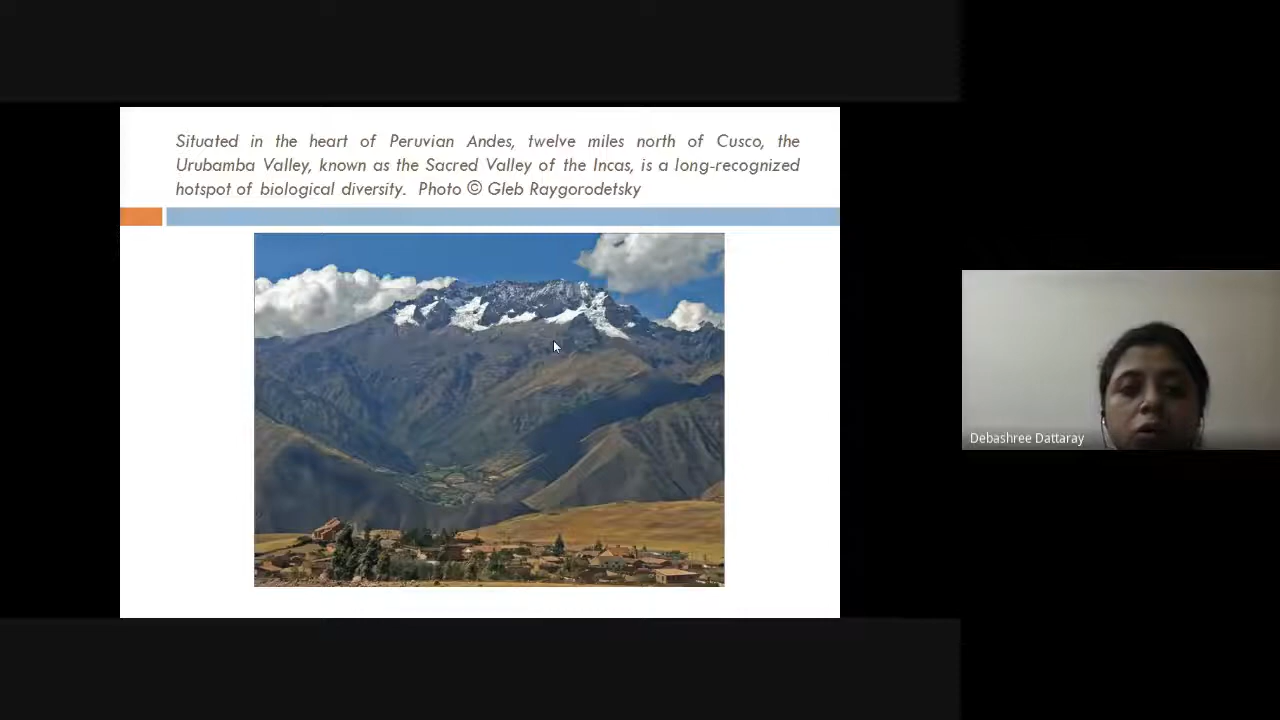 Situated in the heart of Peruvian Andes, twelve miles north of Cusco, the
Urubamba Valley, known as the Sacred Valley of the Incas, is a long-recognized
hotspot of biological diversity. Photo © Gleb Raygorodetsky
Debashree Dattaray